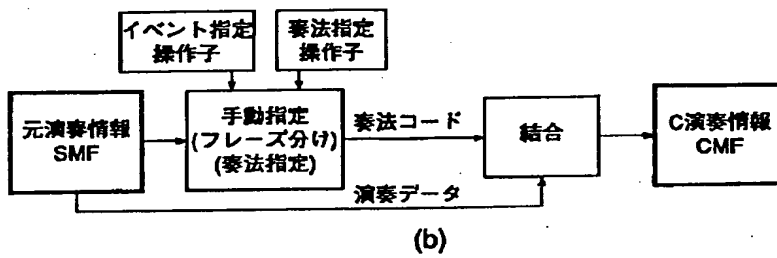 イベント指定
操作子
奏法指定
操作子
元演奏情報
SMF
手動指定
(フレーズ分け)
(奏法指定)
奏法コード
結合
C演奏情報
CMF
演奏データ
(b)